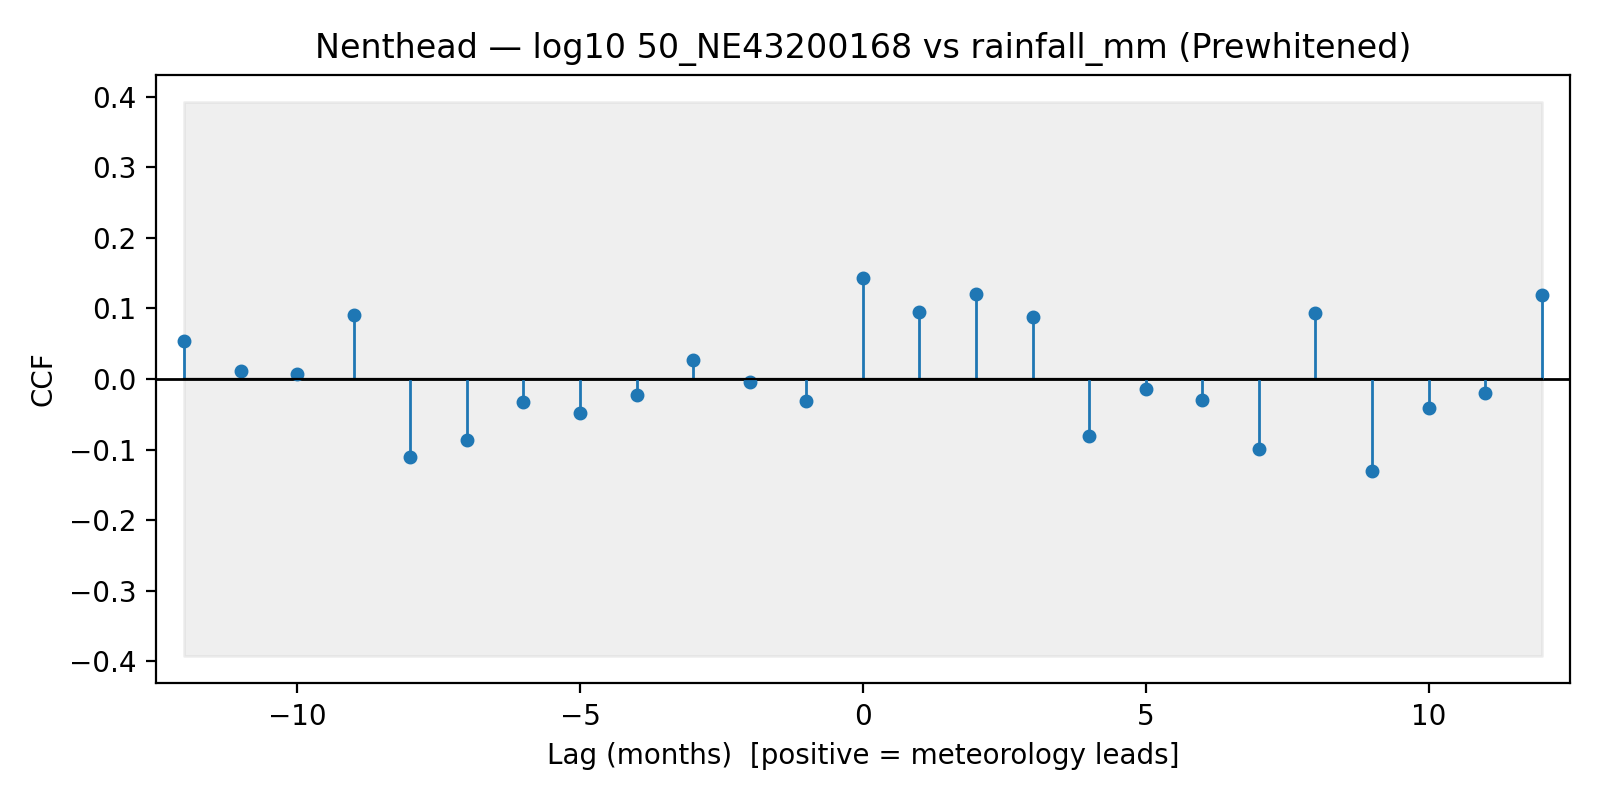 Nenthead — log10 50_NE43200168 vs rainfall_mm (Prewhitened)
CCF
0.4
0.3
0.2
0.1
0.0
−0.1
−0.2
−0.3
−0.4
−10 −5 0 5 10
Lag (months)  [positive = meteorology leads]